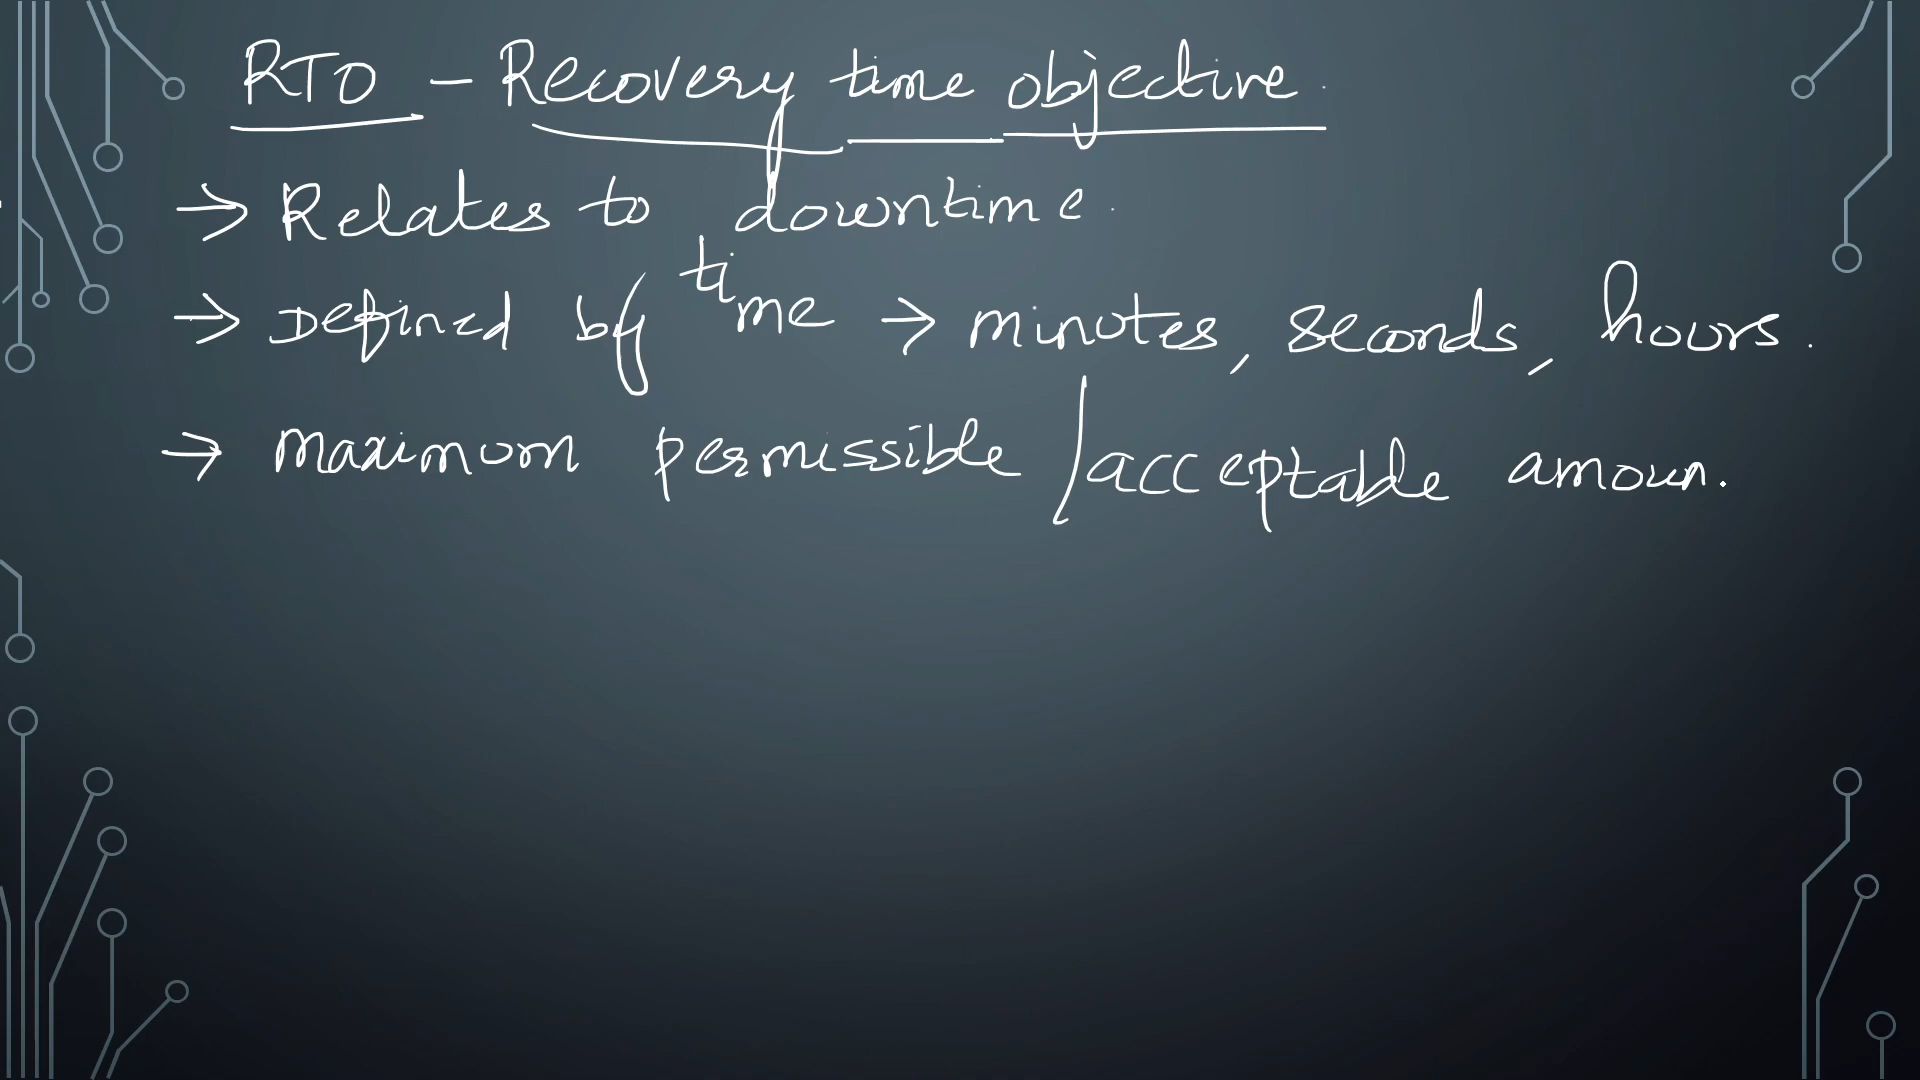 RTO - Recovery time objective.
→ Relates to downtime.
→ Defined by time → minutes, seconds, hours.
→ maximum permissible /acceptable amoun.